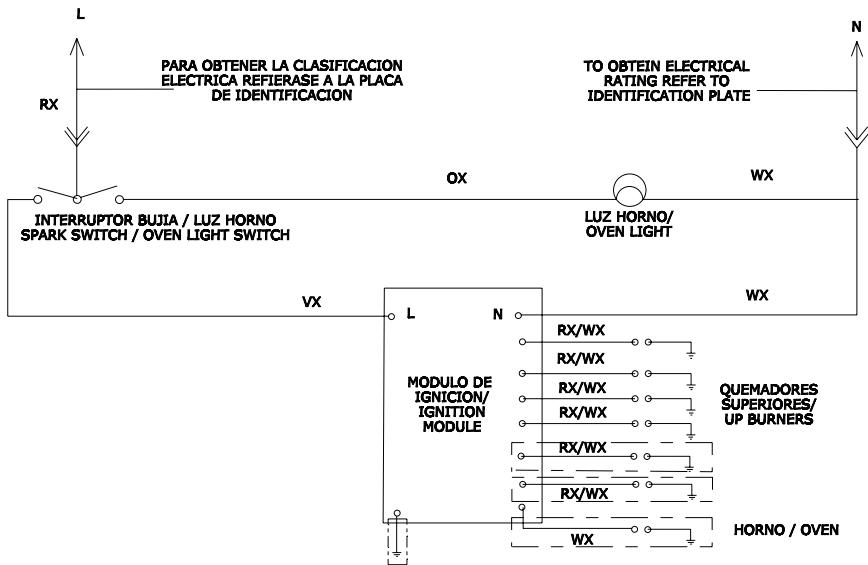 L
N
PARA OBTENER LA CLASIFICACION
ELECTRICA REFIERASE A LA PLACA
DE IDENTIFICACION
TO OBTEIN ELECTRICAL
RATING REFER TO
IDENTIFICATION PLATE
RX
OX
WX
INTERRUPTOR BUJIA / LUZ HORNO
SPARK SWITCH / OVEN LIGHT SWITCH
LUZ HORNO/
OVEN LIGHT
VX
WX
L
N
RX/WX
RX/WX
RX/WX
RX/WX
MODULO DE
IGNICION/
IGNITION
MODULE
QUEMADORES
SUPERIORES/
UP BURNERS
RX/WX
RX/WX
WX
HORNO / OVEN